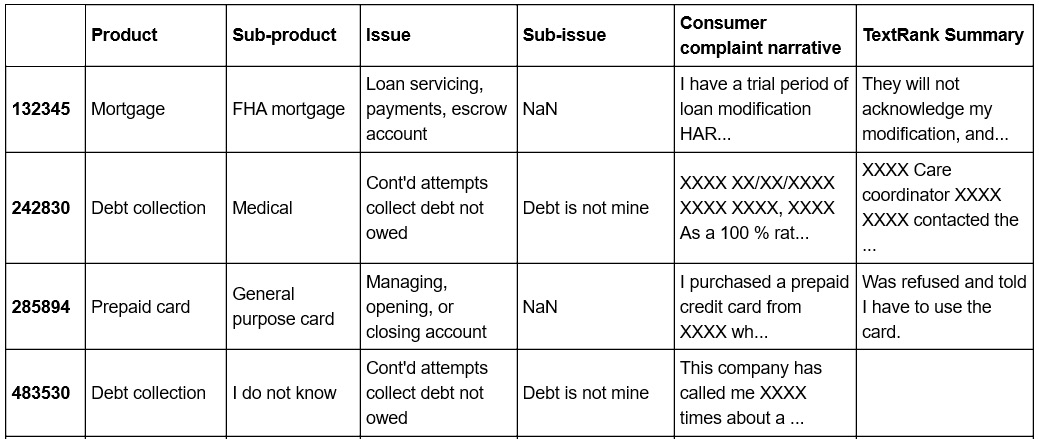 Product Sub-product Issue Sub-issue Consumer complaint narrative TextRank Summary
132345 Mortgage FHA mortgage Loan servicing, payments, escrow account NaN I have a trial period of loan modification HAR... They will not acknowledge my modification, and...
242830 Debt collection Medical Cont'd attempts collect debt not owed Debt is not mine XXXX XX/XX/XXXX XXXX XXXX, XXXX As a 100 % rat... XXXX Care coordinator XXXX XXXX contacted the ...
285894 Prepaid card General purpose card Managing, opening, or closing account NaN I purchased a prepaid credit card from XXXX wh... Was refused and told I have to use the card.
483530 Debt collection I do not know Cont'd attempts collect debt not owed Debt is not mine This company has called me XXXX times about a ...